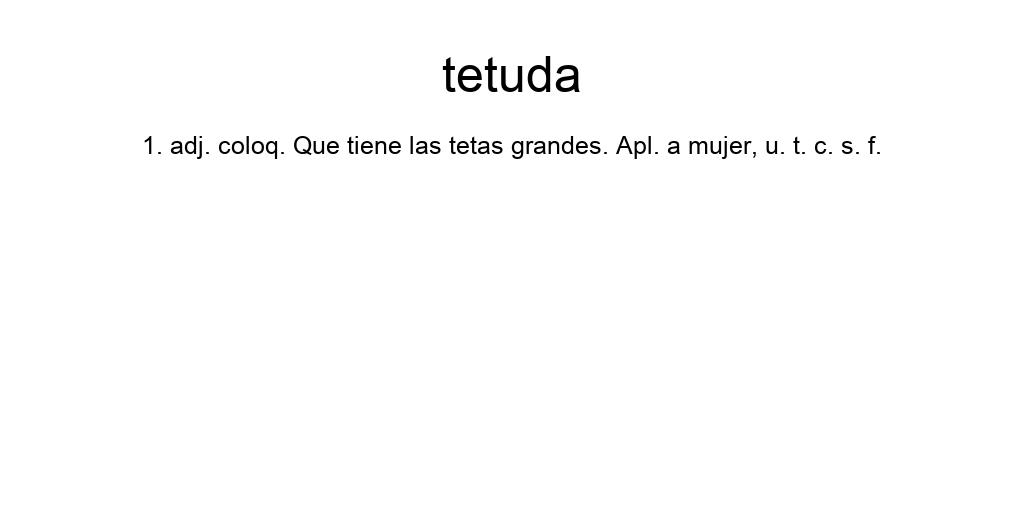 tetuda
1. adj. coloq. Que tiene las tetas grandes. Apl. a mujer, u. t. c. s. f.